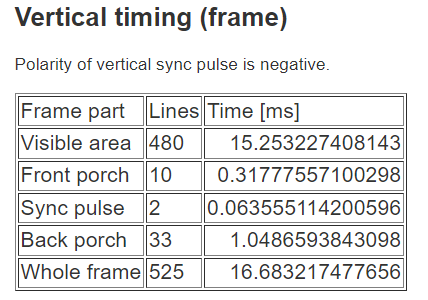 Vertical timing (frame)
Polarity of vertical sync pulse is negative.
Frame part Lines Time [ms]
Visible area 480 15.253227408143
Front porch 10 0.31777557100298
Sync pulse 2 0.063555114200596
Back porch 33 1.0486593843098
Whole frame 525 16.683217477656